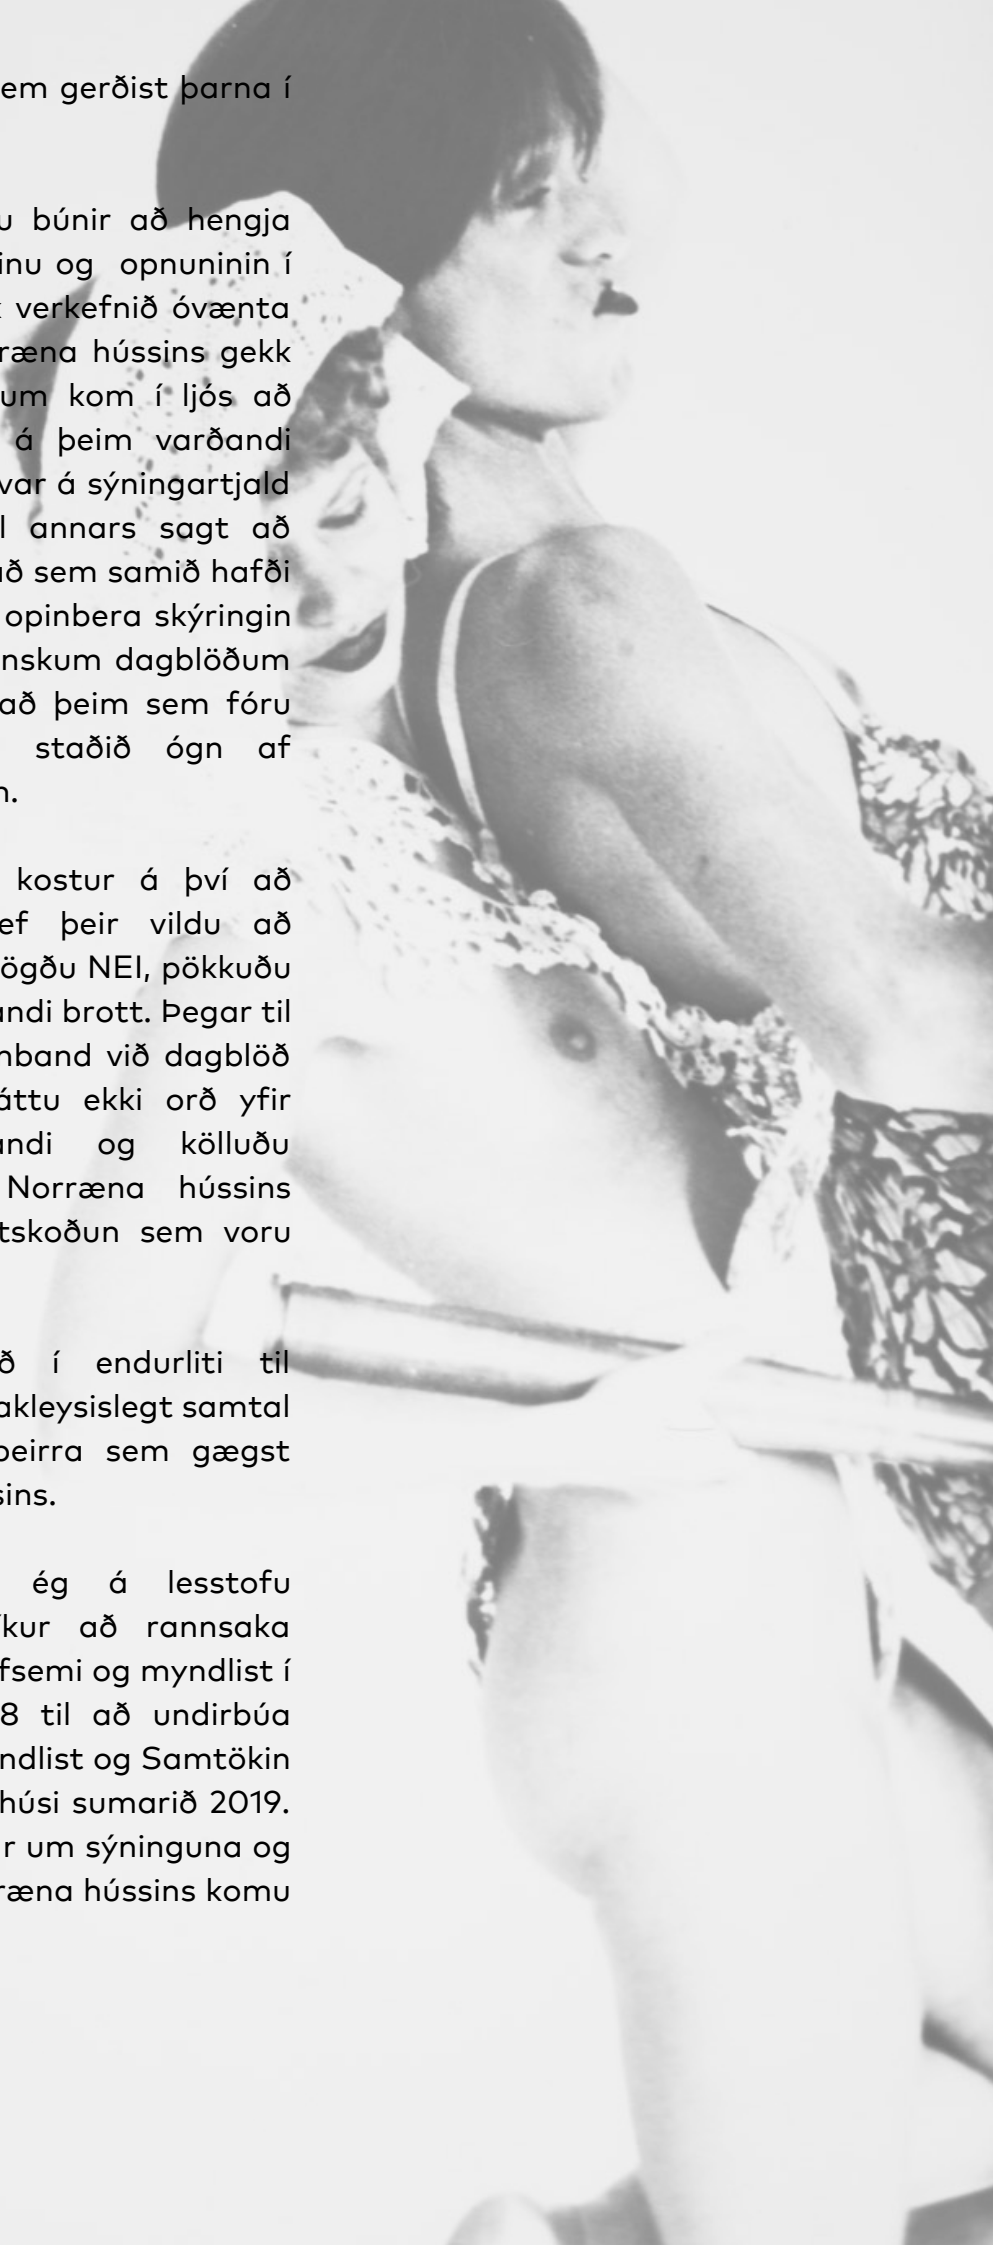 em gerðist þarna í
u búnir að hengja
inu og opnuninin í
verkefnið óvænta
ræna hússins gekk
um kom í ljós að
á þeim varðandi
var á sýningartjald
l annars sagt að
að sem samið hafði
opinbera skýringin
nskum dagblöðum
að þeim sem fóru
staðið ógn af
n.
kostur á því að
ef þeir vildu að
ögðu NEI, pökkuðu
andi brott. Þegar til
mband við dagblöð
áttu ekki orð yfir
andi og kölluðu
Norræna hússins
tskoðun sem voru
ð í endurliti til
akleysislegt samtal
þeirra sem gægst
sins.
ég á lesstofu
íkur að rannsaka
fsemi og myndlist í
8 til að undirbúa
ndlist og Samtökin
húsi sumarið 2019.
r um sýninguna og
ræna hússins komu